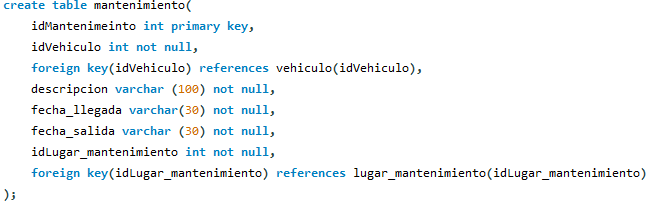 create table mantenimiento(
idMantenimeinto int primary key,
idVehiculo int not null,
foreign key(idVehiculo) references vehiculo(idVehiculo),
descripcion varchar (100) not null,
fecha_llegada varchar(30) not null,
fecha_salida varchar (30) not null,
idLugar_mantenimiento int not null,
foreign key(idLugar_mantenimiento) references lugar_mantenimiento(idLugar_mantenimiento)
);